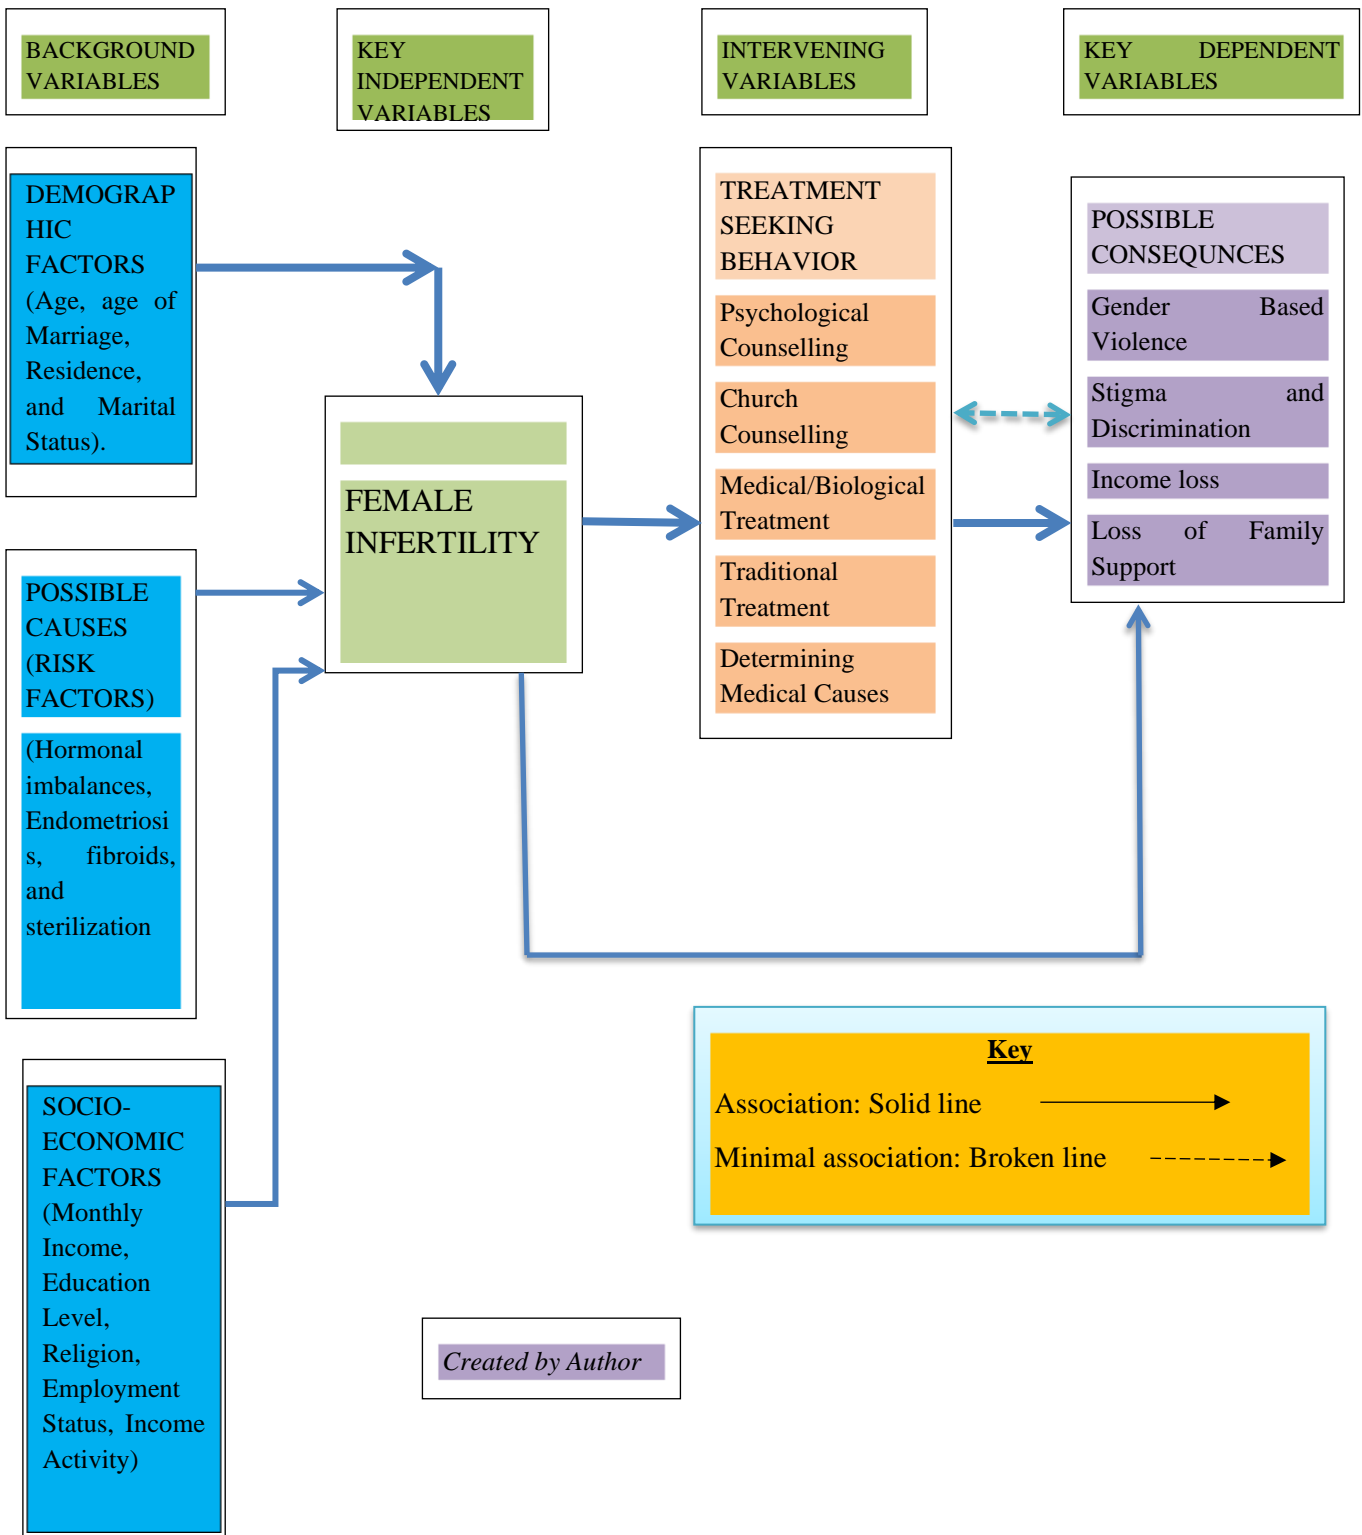 BACKGROUND
VARIABLES
KEY
INDEPENDENT
VARIABLES
INTERVENING
VARIABLES
KEY DEPENDENT
VARIABLES
DEMOGRAP
HIC
FACTORS
(Age, age of
Marriage,
Residence,
and Marital
Status).
POSSIBLE
CAUSES
(RISK
FACTORS)
(Hormonal
imbalances,
Endometriosi
s, fibroids,
and
sterilization
SOCIO-
ECONOMIC
FACTORS
(Monthly
Income,
Education
Level,
Religion,
Employment
Status, Income
Activity)
FEMALE
INFERTILITY
TREATMENT
SEEKING
BEHAVIOR
Psychological
Counselling
Church
Counselling
Medical/Biological
Treatment
Traditional
Treatment
Determining
Medical Causes
POSSIBLE
CONSEQUNCES
Gender Based
Violence
Stigma and
Discrimination
Income loss
Loss of Family
Support
Key
Association: Solid line
Minimal association: Broken line
Created by Author